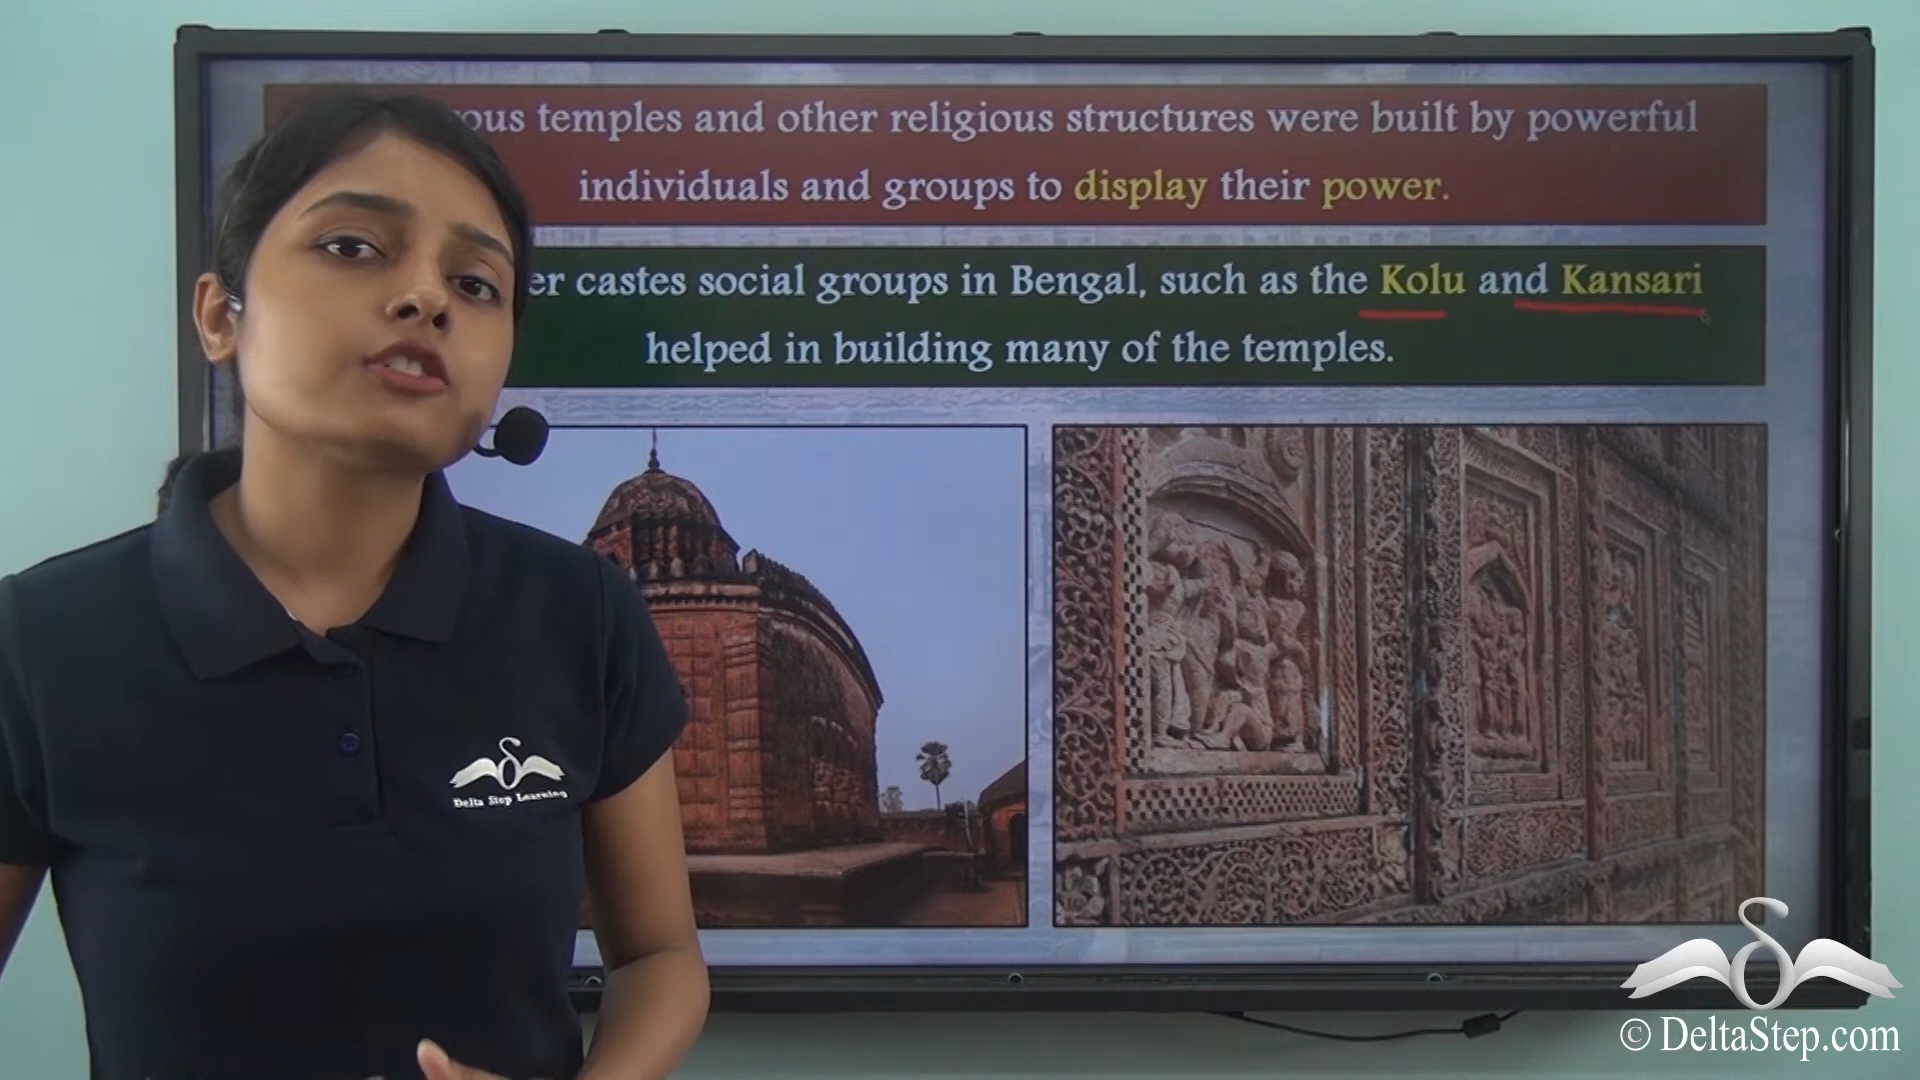 temples and other religious structures were built by powerful
individuals and groups to display their power.
castes social groups in Bengal, such as the Kolu and Kansari
helped in building many of the temples.
Delta Step Learning
© DeltaStep.com